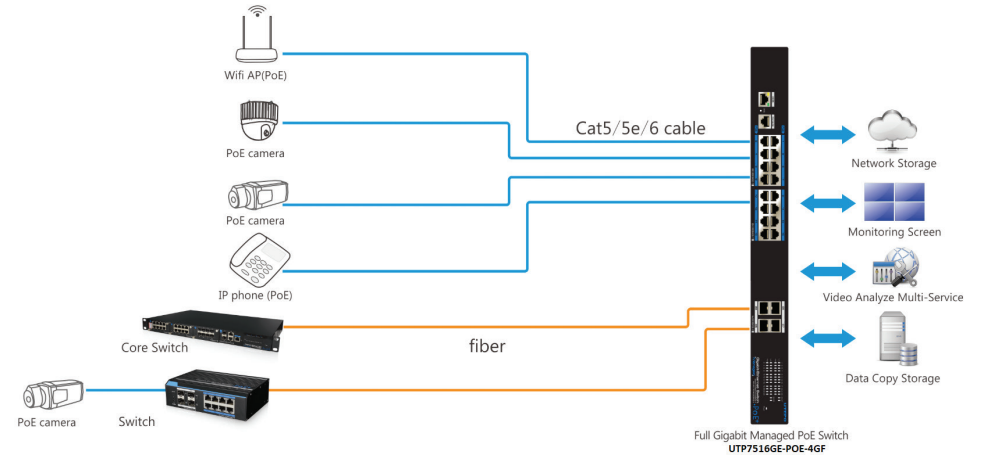 Wifi AP(PoE)
Cat5/5e/6 cable
PoE camera
Network Storage
PoE camera
Monitoring Screen
IP phone (PoE)
Video Analyze Multi-Service
Core Switch
fiber
Data Copy Storage
PoE camera
Switch
Full Gigabit Managed PoE Switch
UTP7516GE-POE-4GF